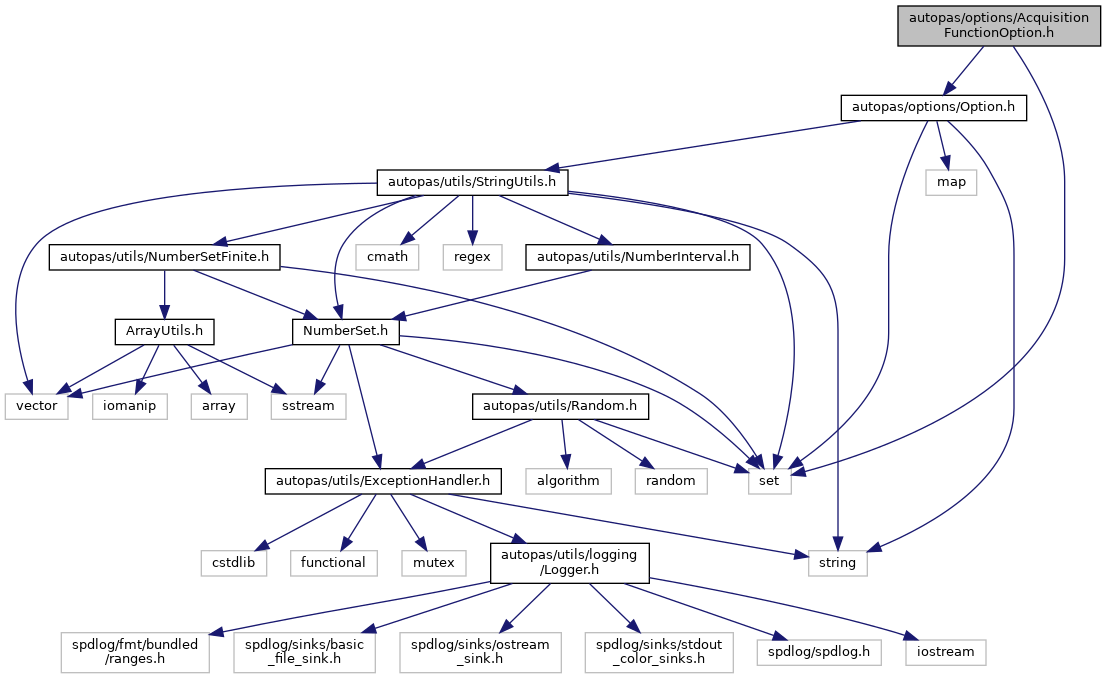 autopas/options/Acquisition
FunctionOption.h
autopas/options/Option.h
autopas/utils/StringUtils.h
map
autopas/utils/NumberSetFinite.h
cmath
regex
autopas/utils/NumberInterval.h
ArrayUtils.h
NumberSet.h
vector
iomanip
array
sstream
autopas/utils/Random.h
autopas/utils/ExceptionHandler.h
algorithm
random
set
cstdlib
functional
mutex
autopas/utils/logging
/Logger.h
string
spdlog/fmt/bundled
/ranges.h
spdlog/sinks/basic
_file_sink.h
spdlog/sinks/ostream
_sink.h
spdlog/sinks/stdout
_color_sinks.h
spdlog/spdlog.h
iostream